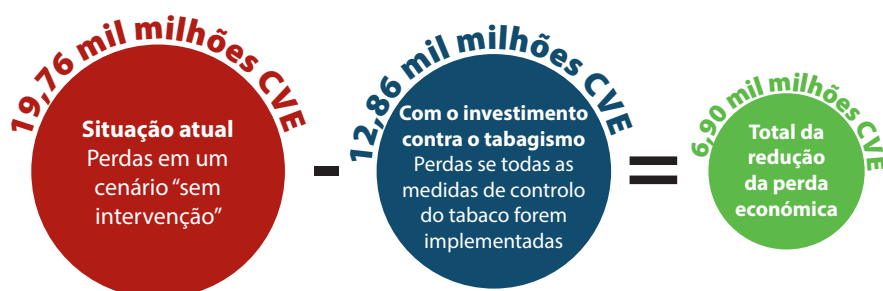 19,76 mil milhões CVE
Situação atual
Perdas em um
cenário “sem
intervenção”
-
12,86 mil milhões CVE
Com o investimento
contra o tabagismo
Perdas se todas as
medidas de controlo
do tabaco forem
implementadas
=
6,90 mil milhões CVE
Total da
redução
da perda
económica